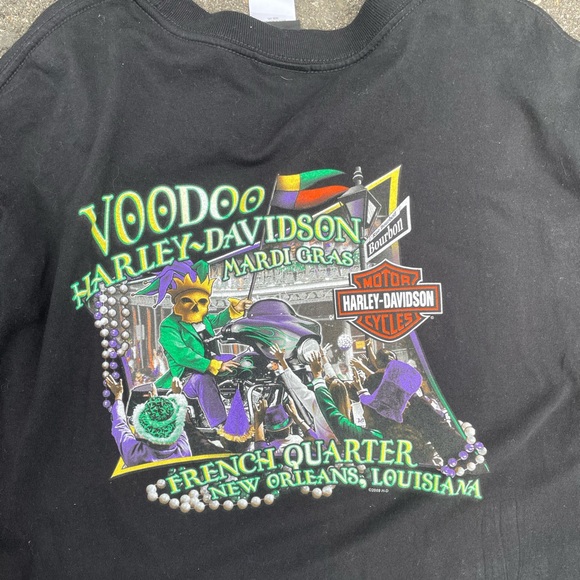 VOODOO
HARLEY~DAVIDSON
MARDI GRAS
Bourbon
MOTOR
HARLEY-DAVIDSON
CYCLES
FRENCH QUARTER
NEW ORLEANS, LOUISIANA